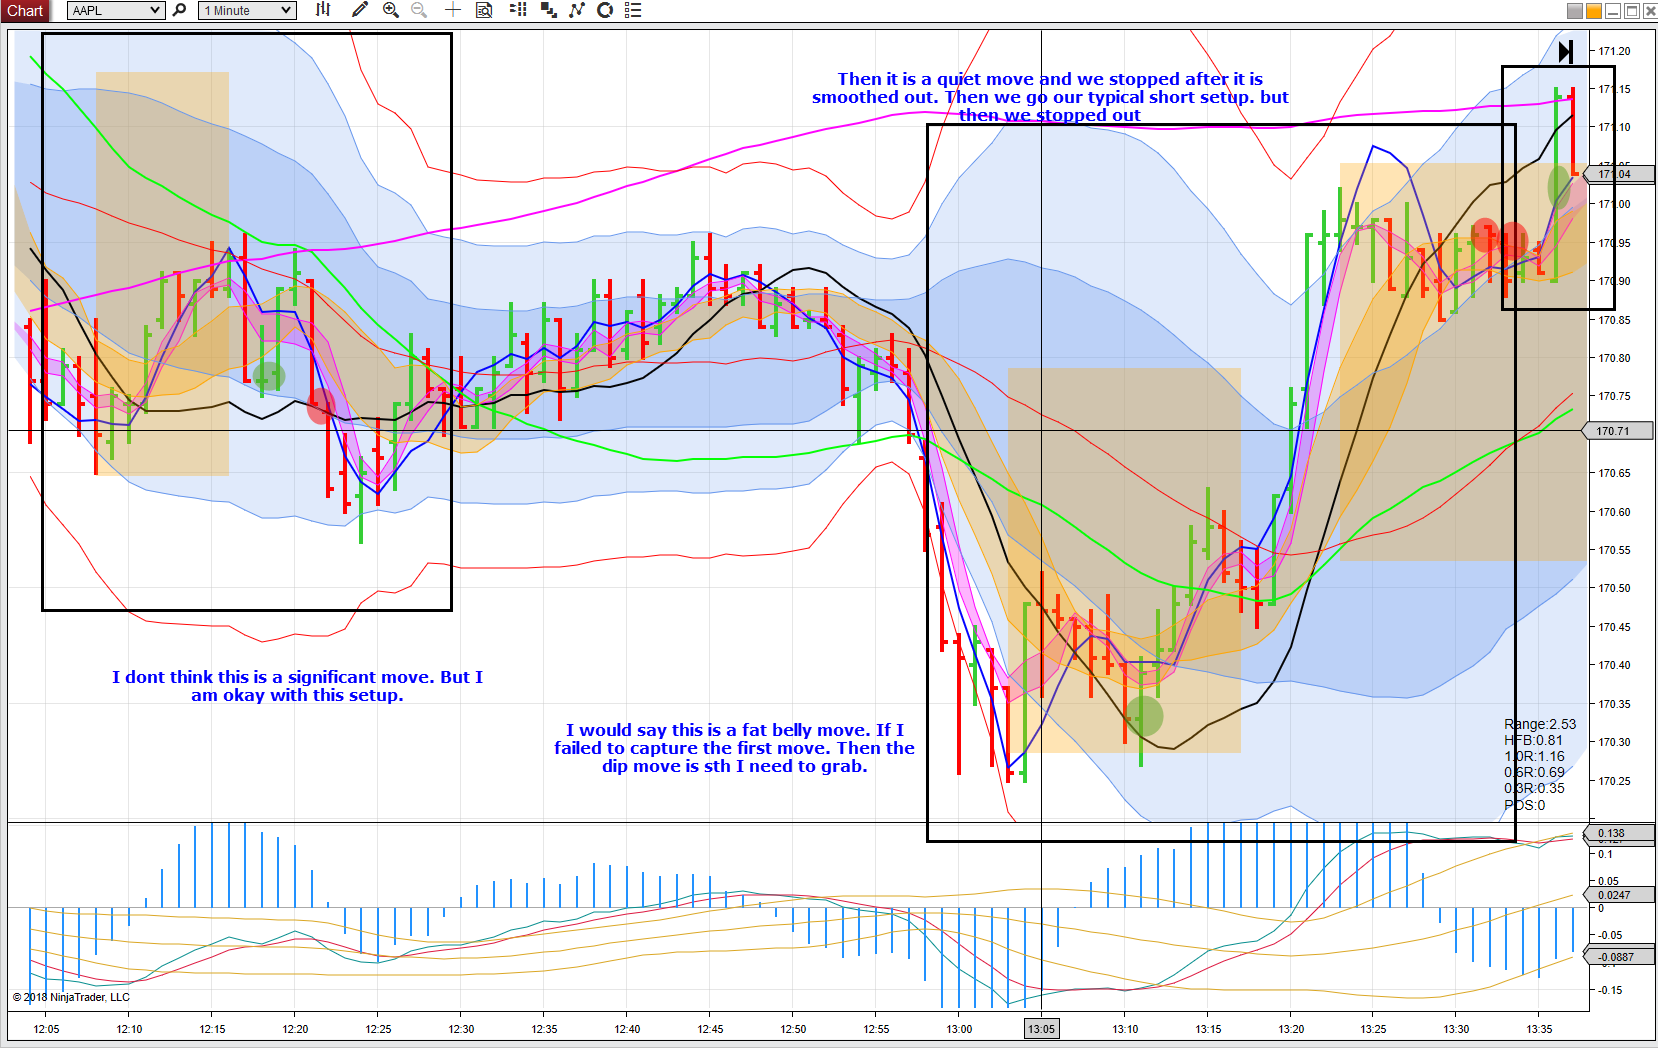 Chart
AAPL
1 Minute
Then it is a quiet move and we stopped after it is
smoothed out. Then we go our typical short setup. but
then we stopped out
I dont think this is a significant move. But I
am okay with this setup.
I would say this is a fat belly move. If I
failed to capture the first move. Then the
dip move is sth I need to grab.
171.20
171.15
171.10
171.04
171.00
170.95
170.90
170.85
170.80
170.75
170.71
170.65
170.60
170.55
170.50
170.45
170.40
170.35
170.30
170.25
Range:2.53
HFB:0.81
1.0R:1.16
0.6R:0.69
0.3R:0.35
POS:0
0.138
0.1
0.05
0.0247
0
-0.05
-0.0887
-0.15
© 2018 NinjaTrader, LLC
12:05 12:10 12:15 12:20 12:25 12:30 12:35 12:40 12:45 12:50 12:55 13:00 13:05 13:10 13:15 13:20 13:25 13:30 13:35